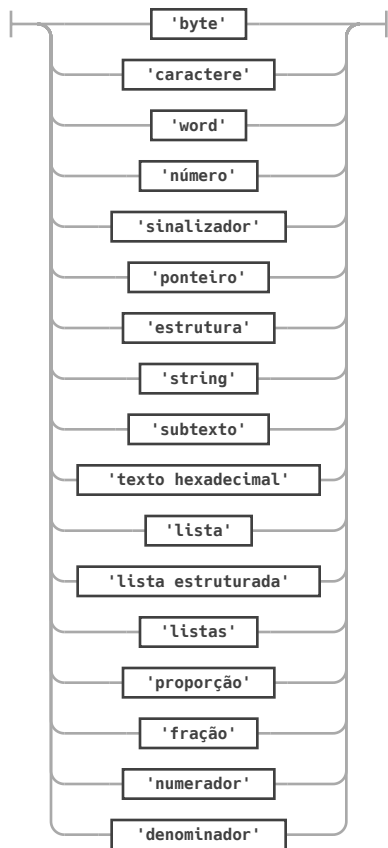 'byte'
'caractere'
'word'
'número'
'sinalizador'
'ponteiro'
'estrutura'
'string'
'subtexto'
'texto hexadecimal'
'lista'
'lista estruturada'
'listas'
'proporção'
'fração'
'numerador'
'denominador'